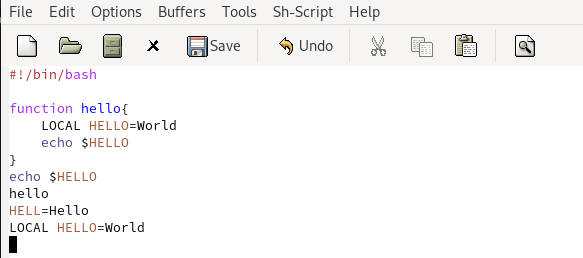 File Edit Options Buffers Tools Sh-Script Help
Save Undo
#!/bin/bash
function hello{
    LOCAL HELLO=World
    echo $HELLO
}
echo $HELLO
hello
HELL=Hello
LOCAL HELLO=World